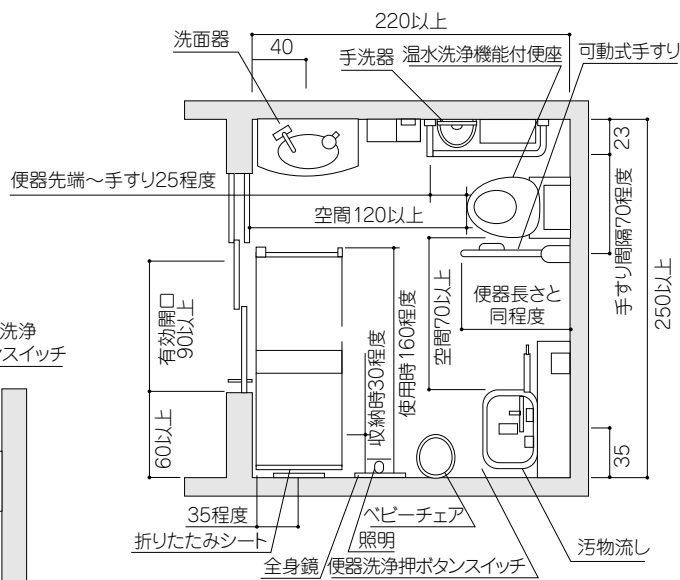 220以上
洗面器
40
手洗器
温水洗浄機能付便座
可動式手すり
23
便器先端～手すり25程度
空間120以上
手すり間隔70程度
250以上
有効開口
90以上
空間70以上
便器長さと
同程度
収納時30程度
使用時160程度
洗浄
スイッチ
60以上
35
35程度
ベビーチェア
折りたたみシート
照明
汚物流し
全身鏡
便器洗浄押ボタンスイッチ